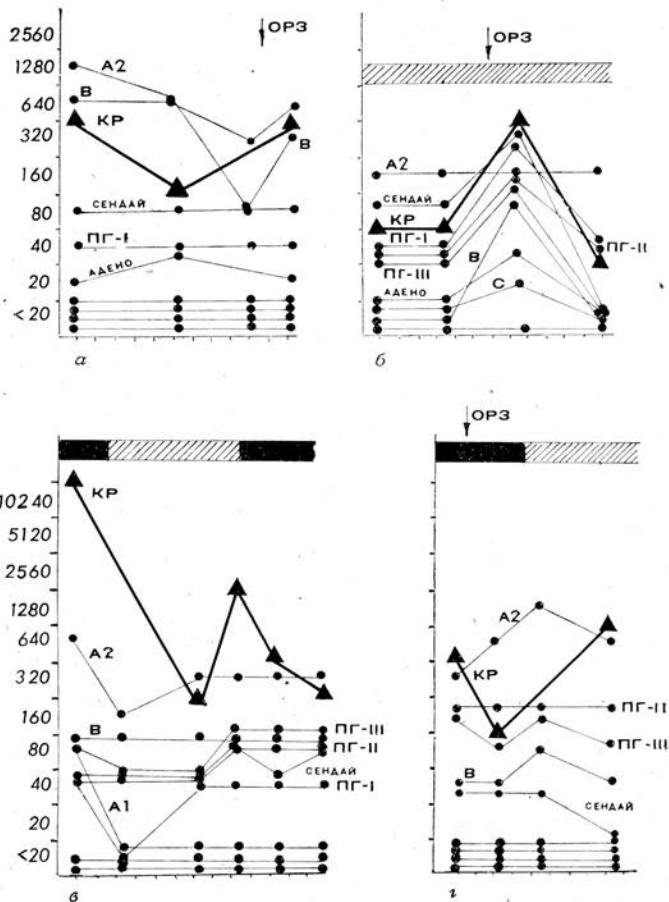 2560
1280
640
320
160
80
40
20
< 20
ОРЗ
А2
В
КР
В
СЕНДАЙ
ПГ-I
АДЕНО
а
ОРЗ
А2
СЕНДАЙ
КР
ПГ-I
ПГ-II
ПГ-III
В
АДЕНО
С
б
10240
5120
2560
1280
640
320
160
80
40
20
<20
КР
А2
В
ПГ-III
ПГ-II
СЕНДАЙ
ПГ-I
А1
в
ОРЗ
А2
КР
ПГ-II
ПГ-III
В
СЕНДАЙ
г